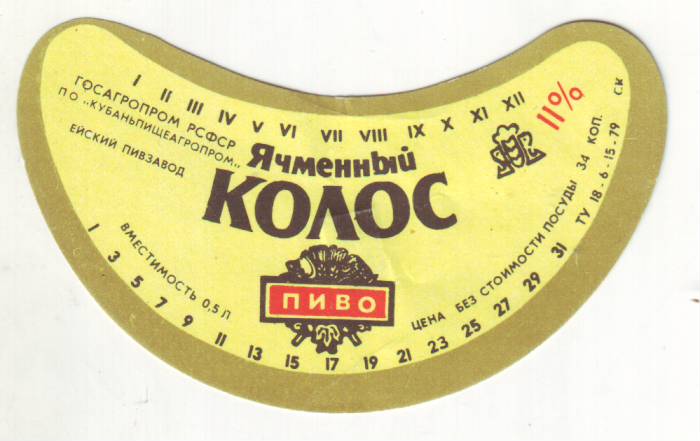 I II III IV V VI VII VIII IX X XI XII
ГОСАГРОПРОМ РСФСР
ПО „КУБАНЬПИЩЕАГРОПРОМ„
ЕЙСКИЙ ПИВЗАВОД
Ячменный
КОЛОС
11%
ПИВО
ВМЕСТИМОСТЬ 0,5 Л
ЦЕНА БЕЗ СТОИМОСТИ ПОСУДЫ 34 КОП.
ТУ 18-6-15-79 СК
1 3 5 7 9 11 13 15 17 19 21 23 25 27 29 31